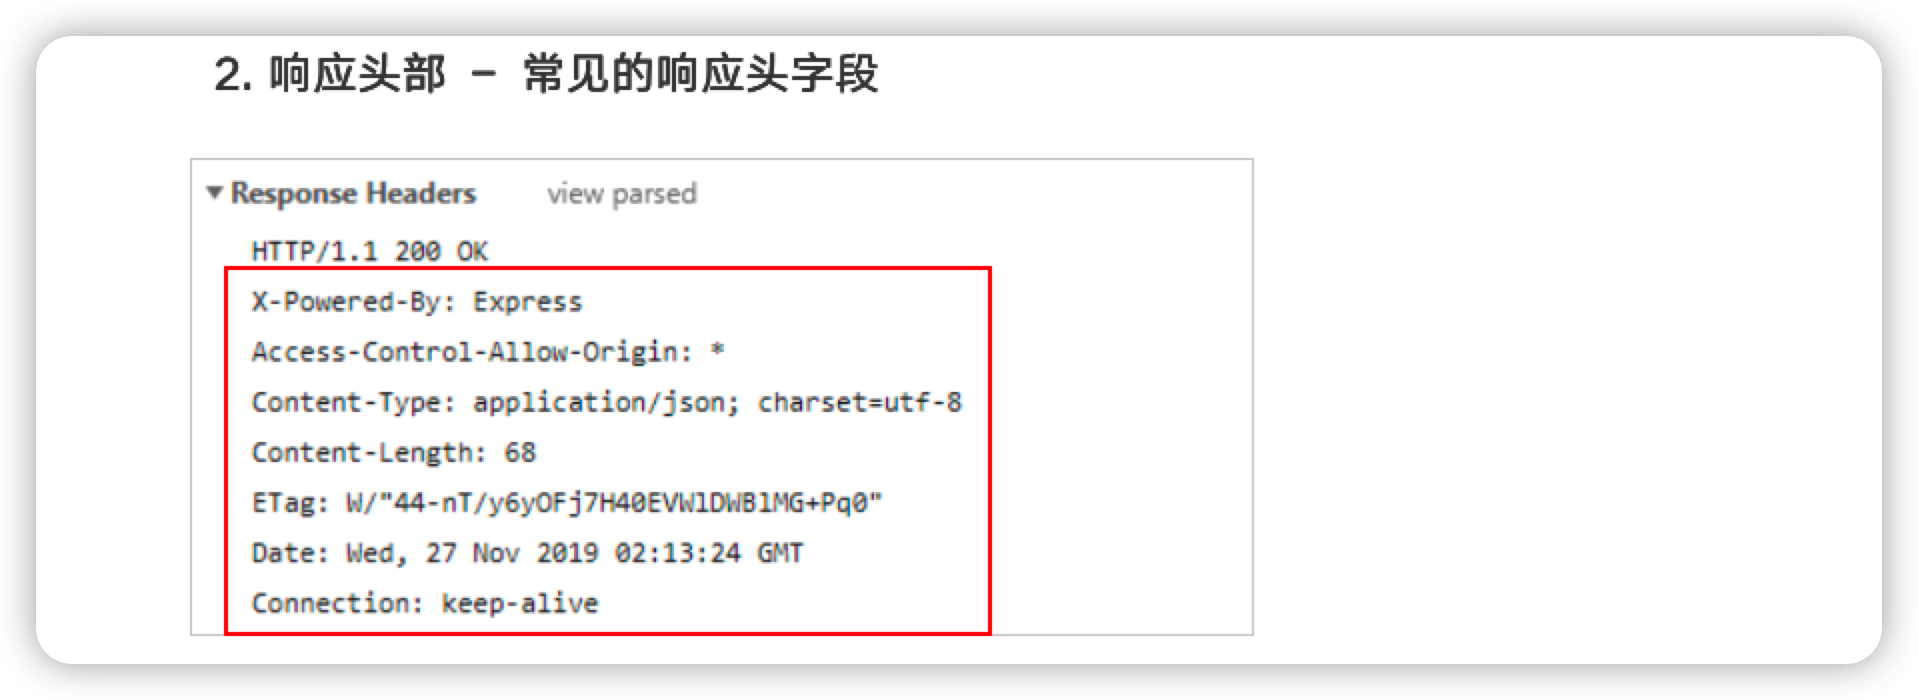 2. 响应头部 - 常见的响应头字段
Response Headers view parsed
HTTP/1.1 200 OK
X-Powered-By: Express
Access-Control-Allow-Origin: *
Content-Type: application/json; charset=utf-8
Content-Length: 68
ETag: W/"44-nT/y6yOFj7H40EVWlDWBlMG+Pq0"
Date: Wed, 27 Nov 2019 02:13:24 GMT
Connection: keep-alive